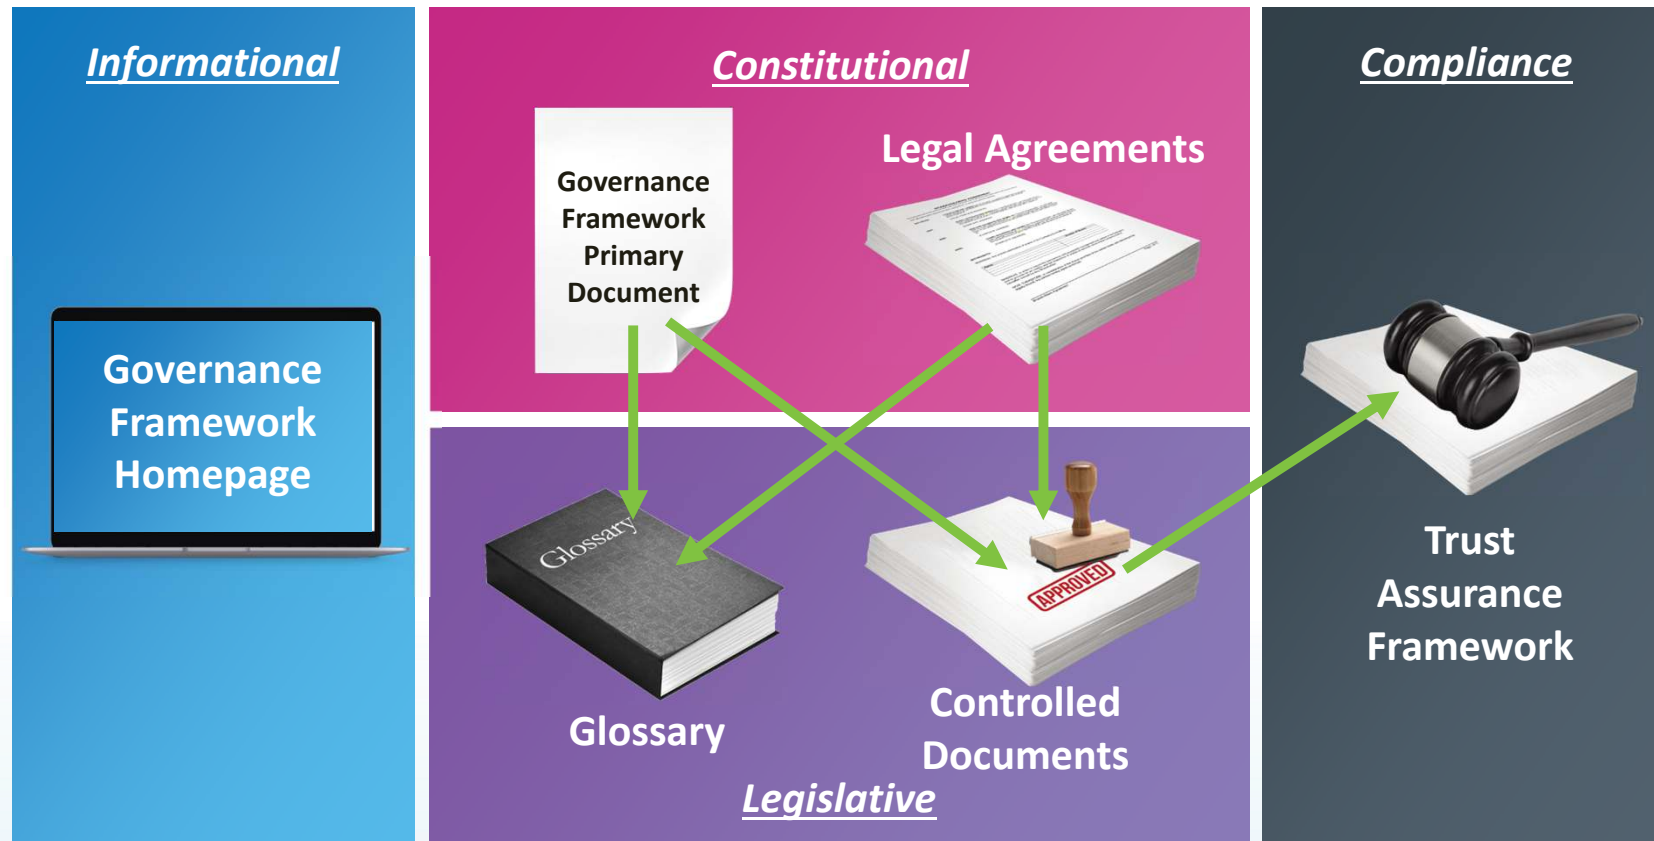 Informational
Governance
Framework
Homepage
Constitutional
Governance
Framework
Primary
Document
Legal Agreements
Glossary
Glossary
APPROVED
Controlled
Documents
Legislative
Compliance
Trust
Assurance
Framework